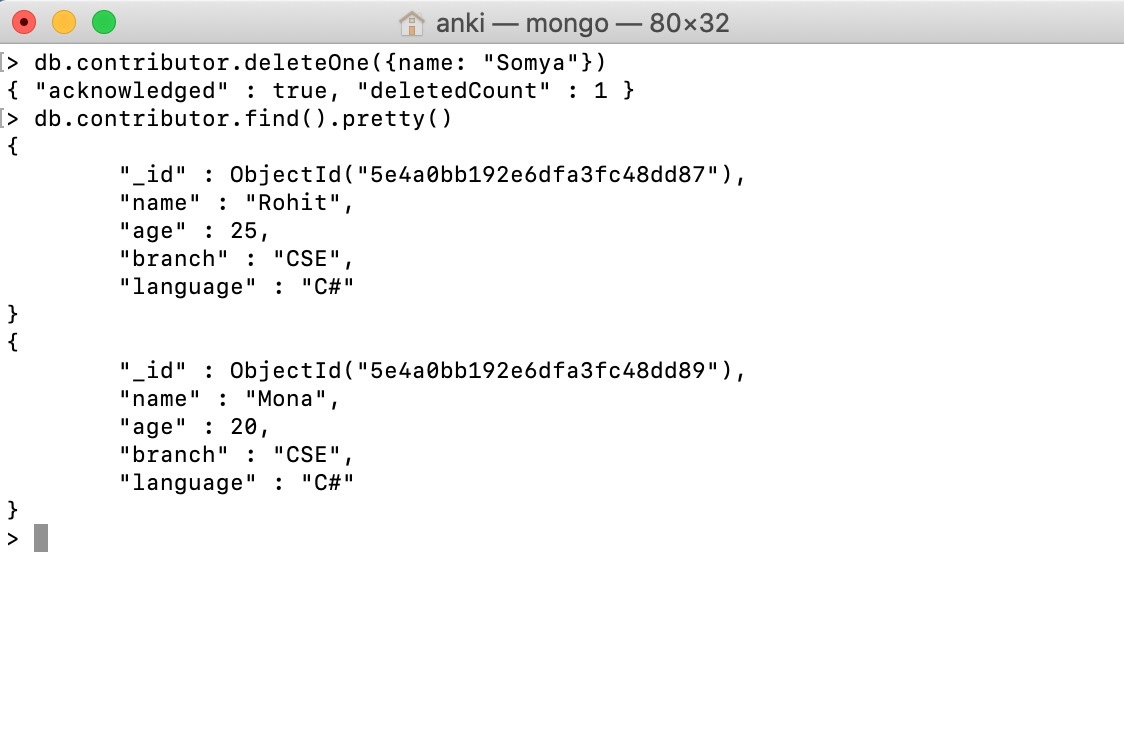 anki — mongo — 80×32
[> db.contributor.deleteOne({name: "Somya"})
{ "acknowledged" : true, "deletedCount" : 1 }
[> db.contributor.find().pretty()
{
"_id" : ObjectId("5e4a0bb192e6dfa3fc48dd87"),
"name" : "Rohit",
"age" : 25,
"branch" : "CSE",
"language" : "C#"
}
{
"_id" : ObjectId("5e4a0bb192e6dfa3fc48dd89"),
"name" : "Mona",
"age" : 20,
"branch" : "CSE",
"language" : "C#"
}
>